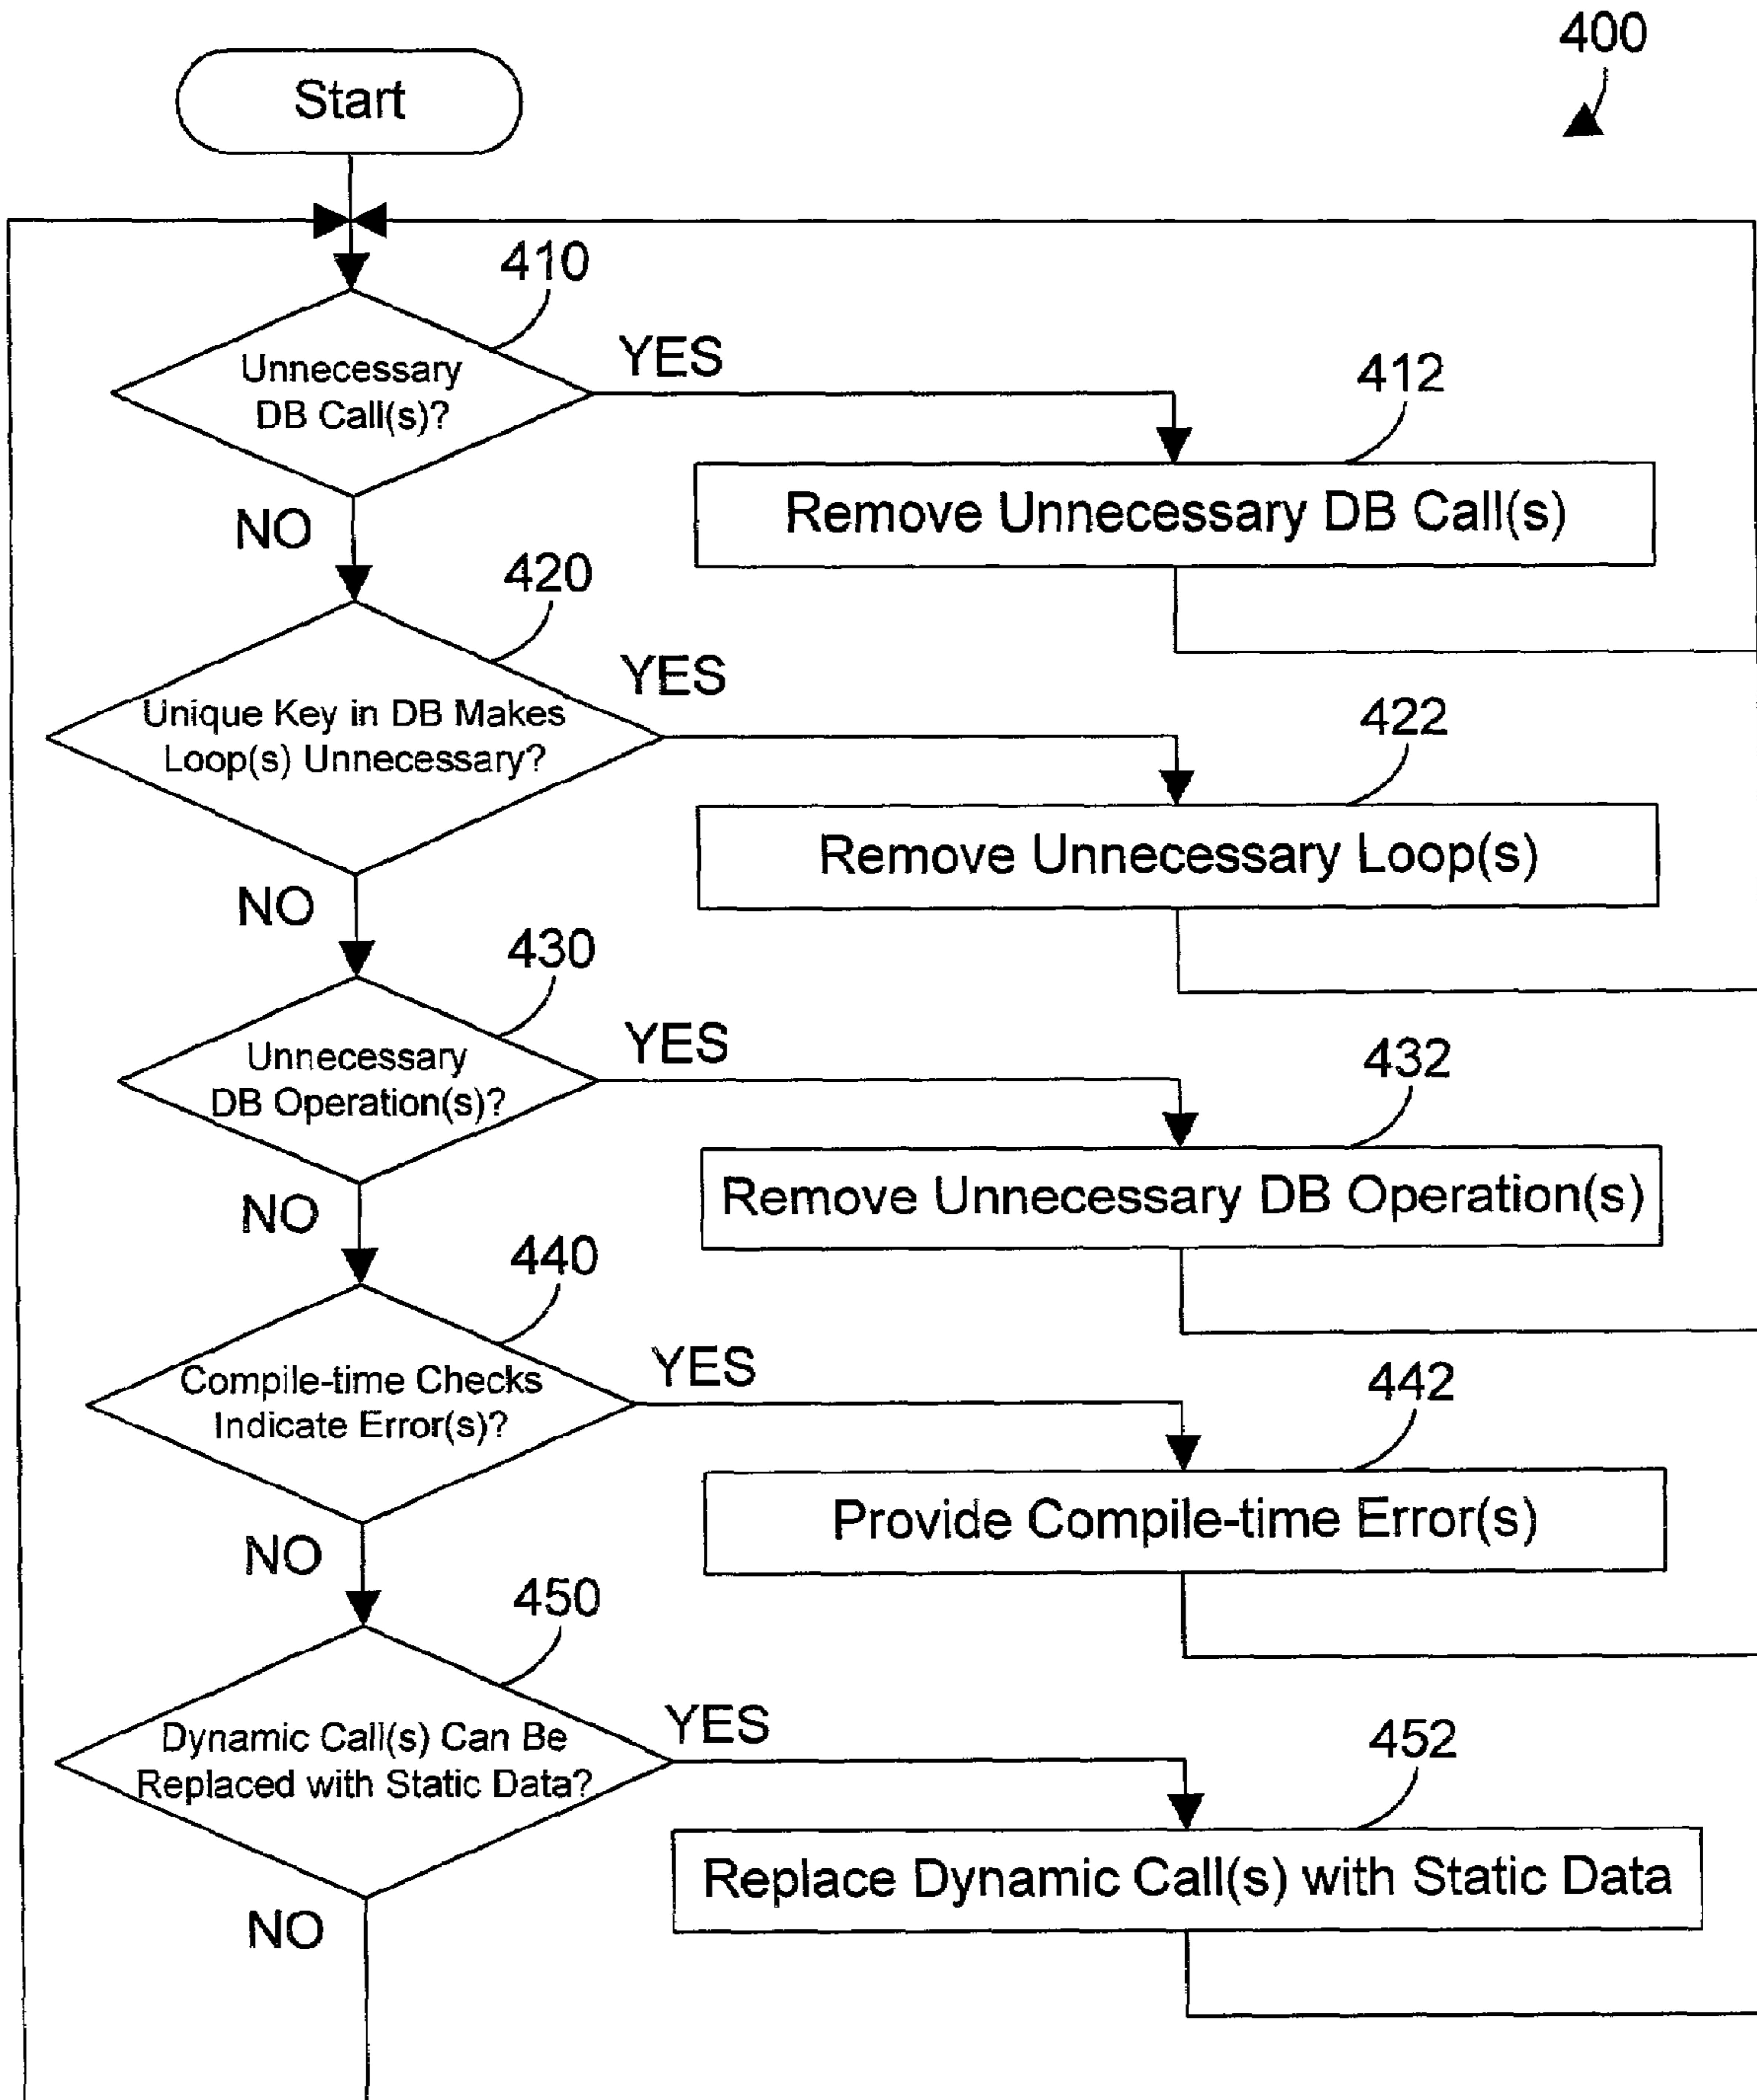 400
Start
410
Unnecessary
DB Call(s)?
YES
412
Remove Unnecessary DB Call(s)
NO
420
Unique Key in DB Makes
Loop(s) Unnecessary?
YES
422
Remove Unnecessary Loop(s)
NO
430
Unnecessary
DB Operation(s)?
YES
432
Remove Unnecessary DB Operation(s)
NO
440
Compile-time Checks
Indicate Error(s)?
YES
442
Provide Compile-time Error(s)
NO
450
Dynamic Call(s) Can Be
Replaced with Static Data?
YES
452
Replace Dynamic Call(s) with Static Data
NO